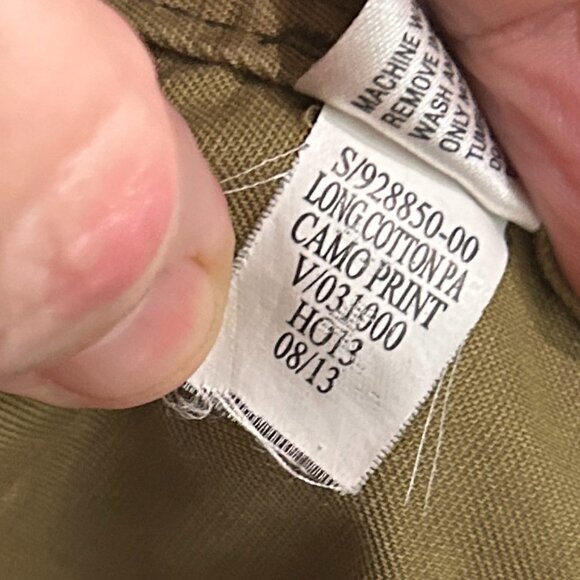 MACHINE
REMOVE
WASH
ONLY
S/928850-00
LONG COTTON PA
CAMO PRINT
V/031000
HO13
08/13